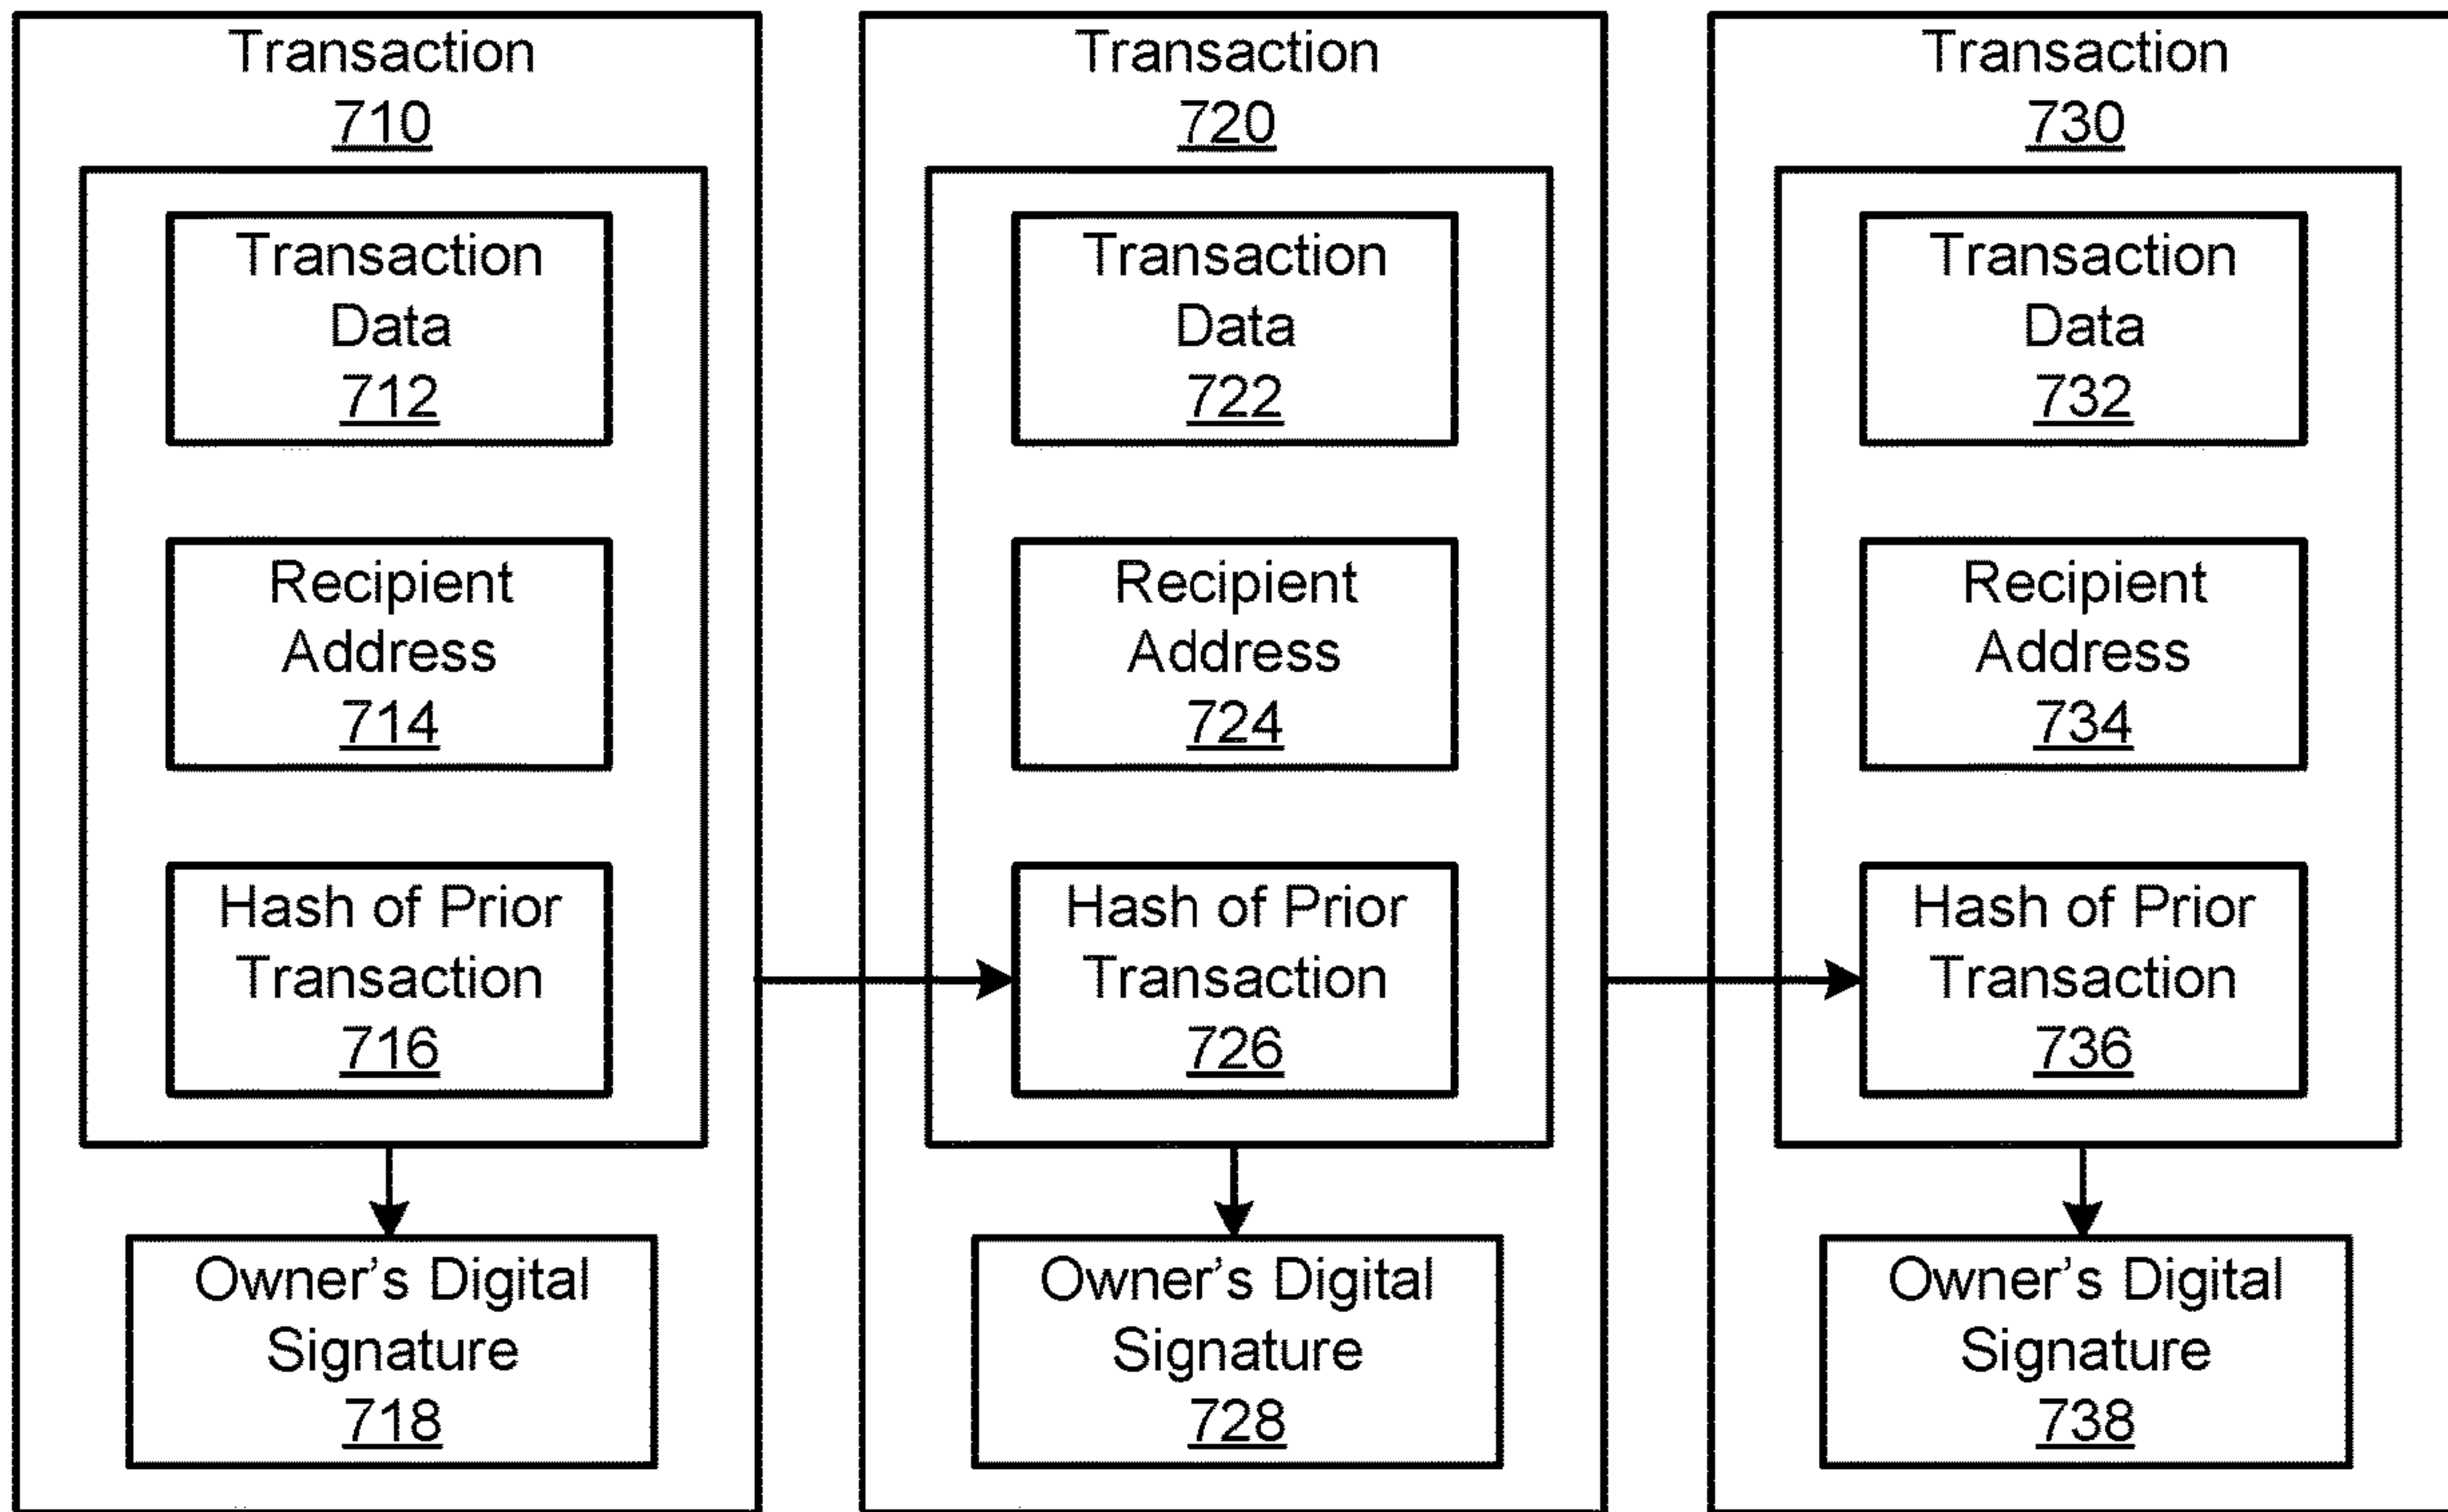 Transaction
710
Transaction
Data
712
Recipient
Address
714
Hash of Prior
Transaction
716
Owner’s Digital
Signature
718
Transaction
720
Transaction
Data
722
Recipient
Address
724
Hash of Prior
Transaction
726
Owner’s Digital
Signature
728
Transaction
730
Transaction
Data
732
Recipient
Address
734
Hash of Prior
Transaction
736
Owner’s Digital
Signature
738